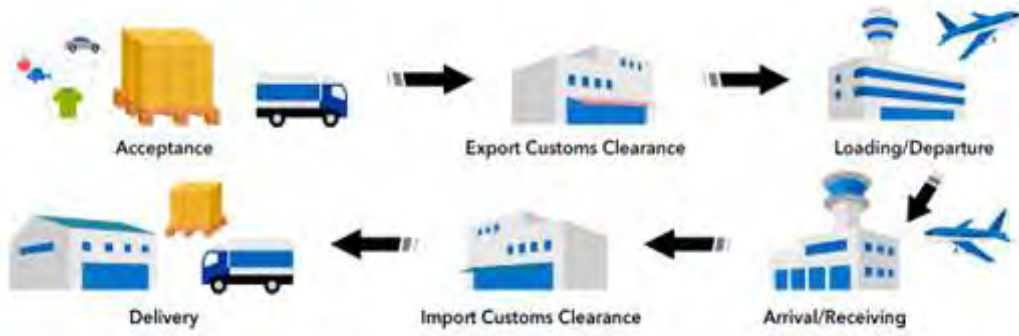 Acceptance
Export Customs Clearance
Loading/Departure
Delivery
Import Customs Clearance
Arrival/Receiving